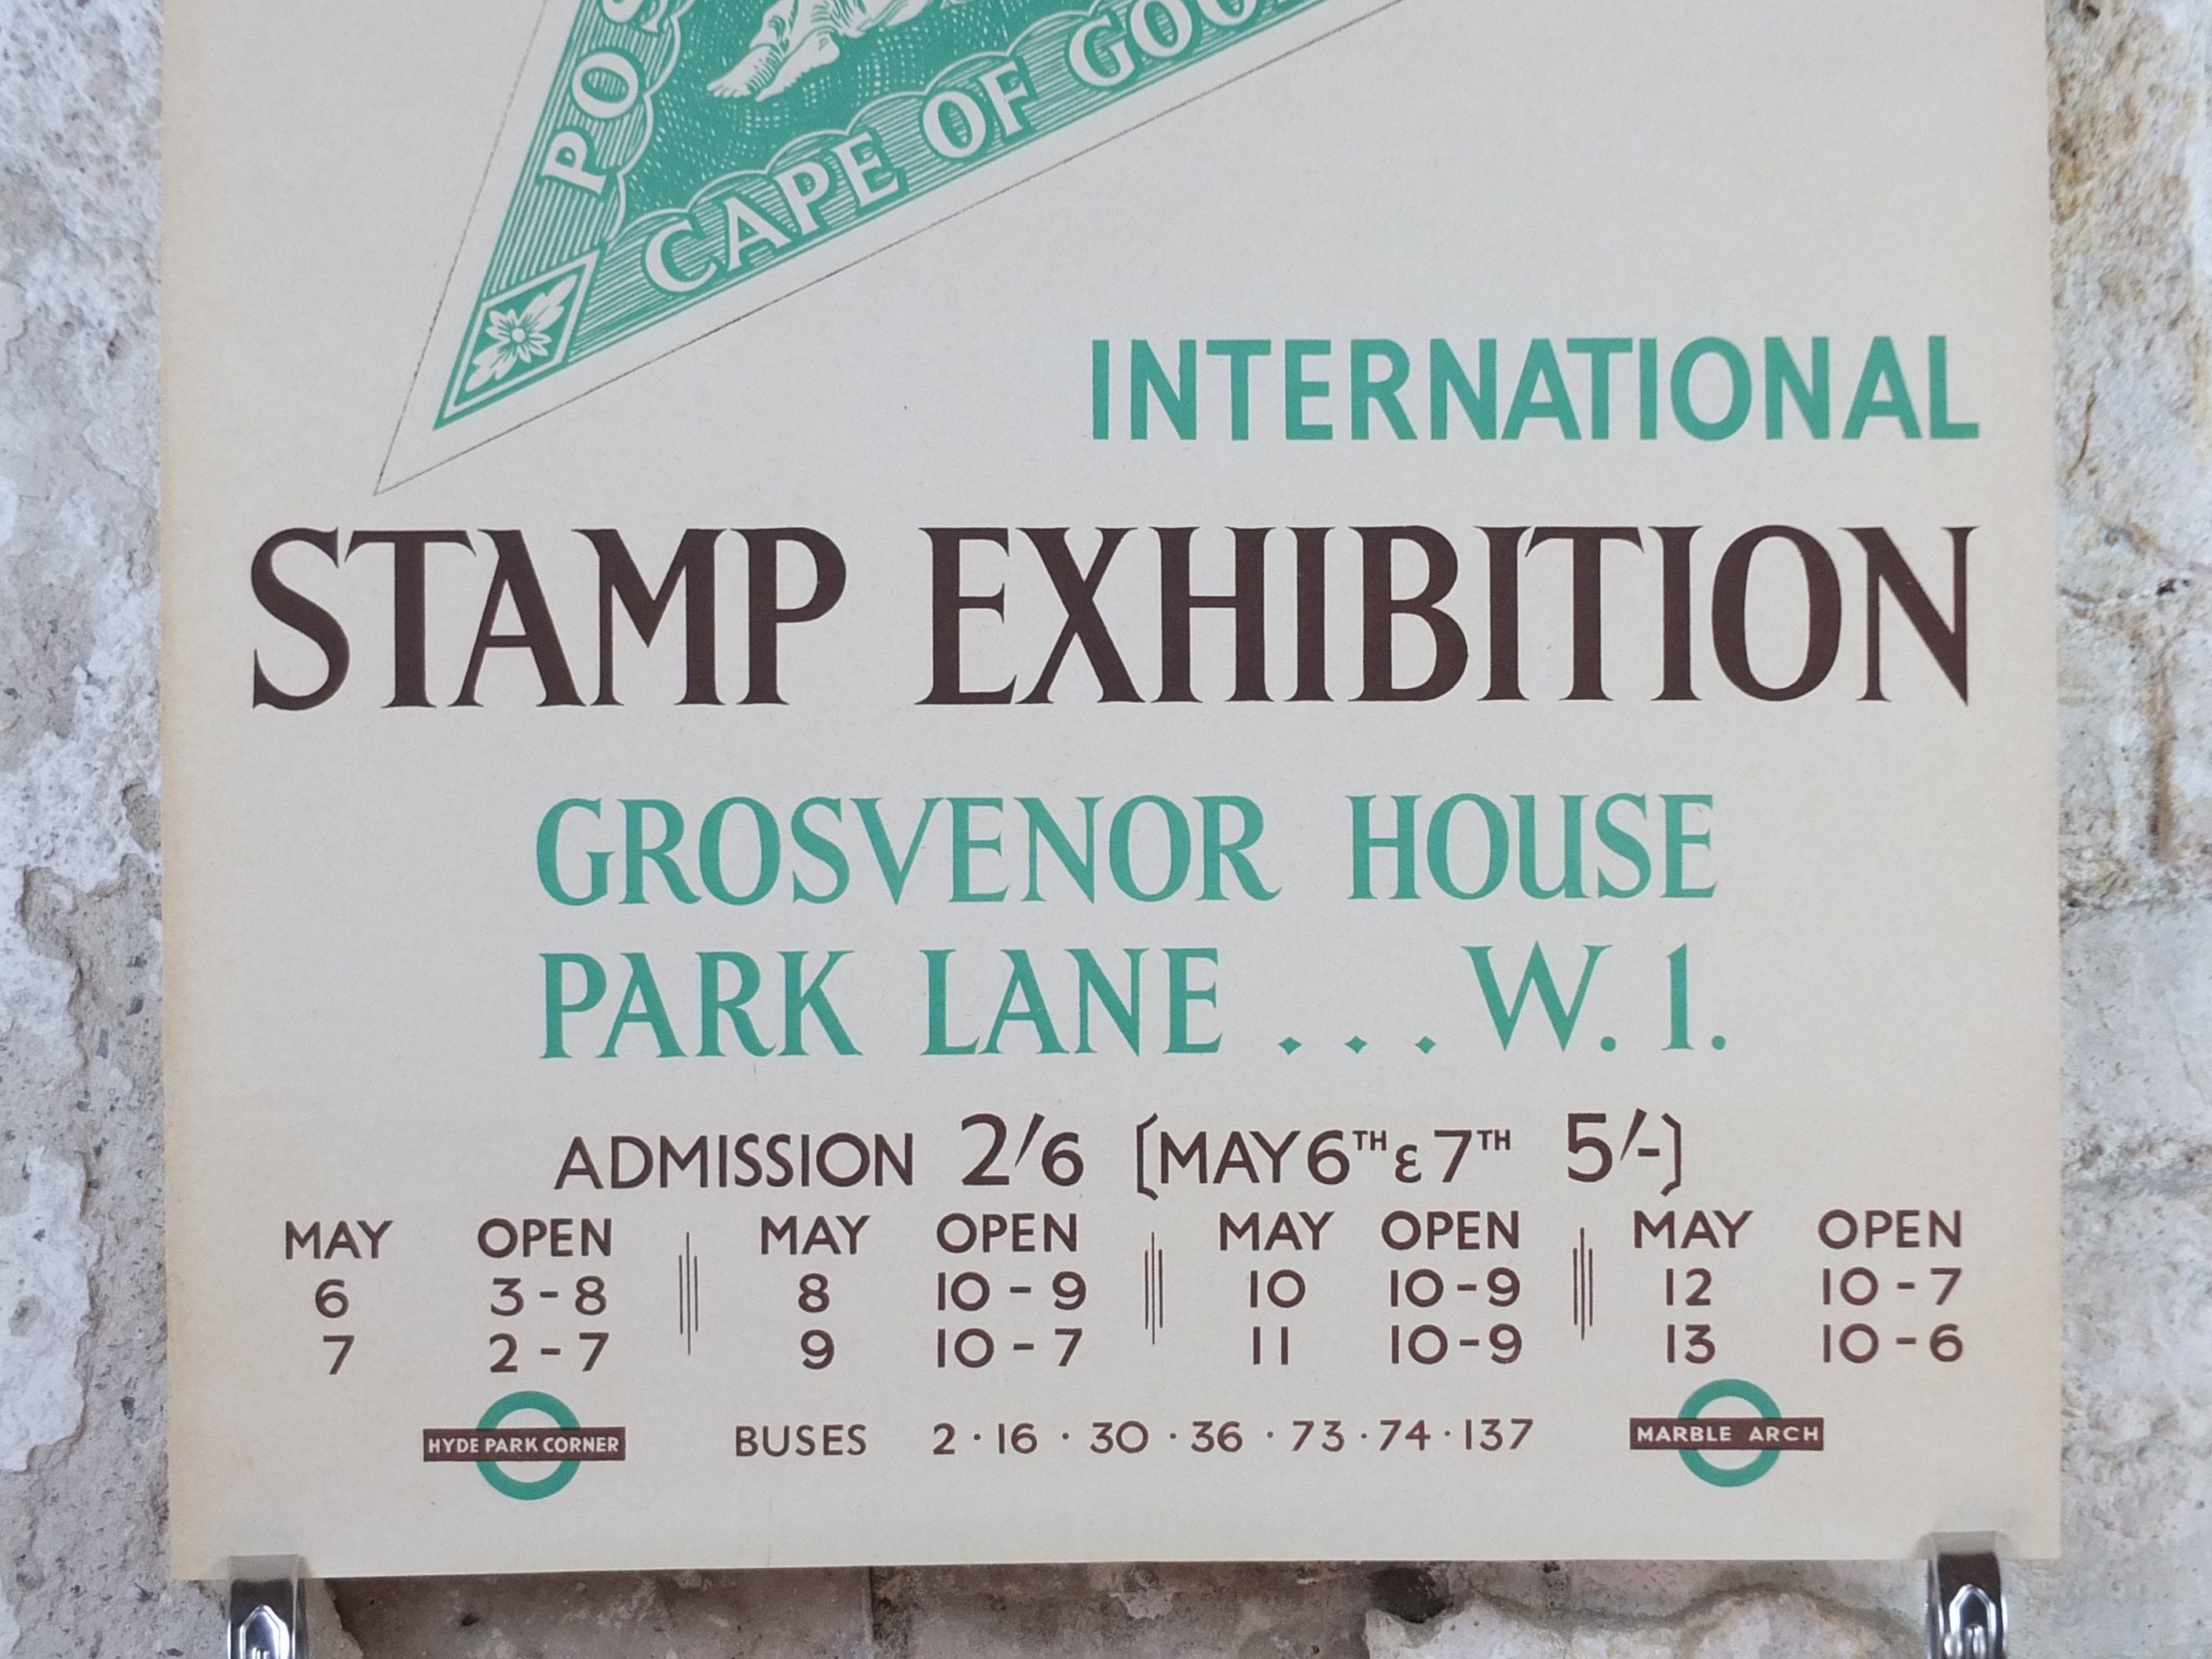 POS
CAPE OF GOO
INTERNATIONAL
STAMP EXHIBITION
GROSVENOR HOUSE
PARK LANE ... W. 1.
ADMISSION 2/6 [MAY 6TH & 7TH 5/-]
MAY OPEN MAY OPEN MAY OPEN MAY OPEN
6 3-8 8 10-9 10 10-9 12 10-7
7 2-7 9 10-7 11 10-9 13 10-6
HYDE PARK CORNER BUSES 2 · 16 · 30 · 36 · 73 · 74 · 137 MARBLE ARCH